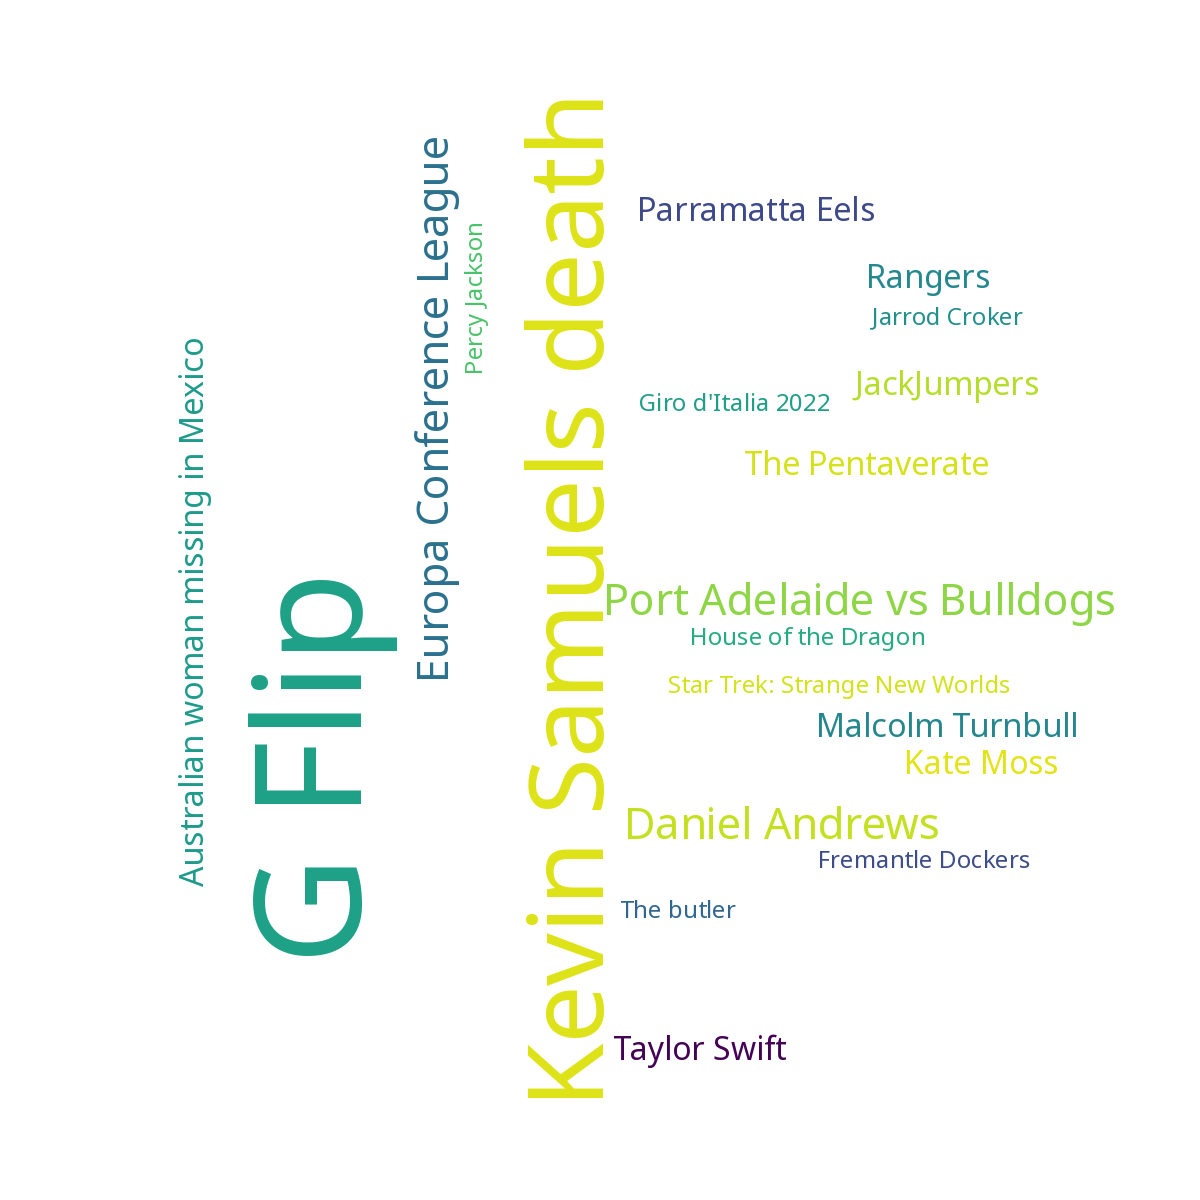 Australian woman missing in Mexico
G Flip
Europa Conference League
Percy Jackson
Kevin Samuels death
Parramatta Eels
Rangers
Jarrod Croker
JackJumpers
Giro d'Italia 2022
The Pentaverate
Port Adelaide vs Bulldogs
House of the Dragon
Star Trek: Strange New Worlds
Malcolm Turnbull
Kate Moss
Daniel Andrews
Fremantle Dockers
The butler
Taylor Swift